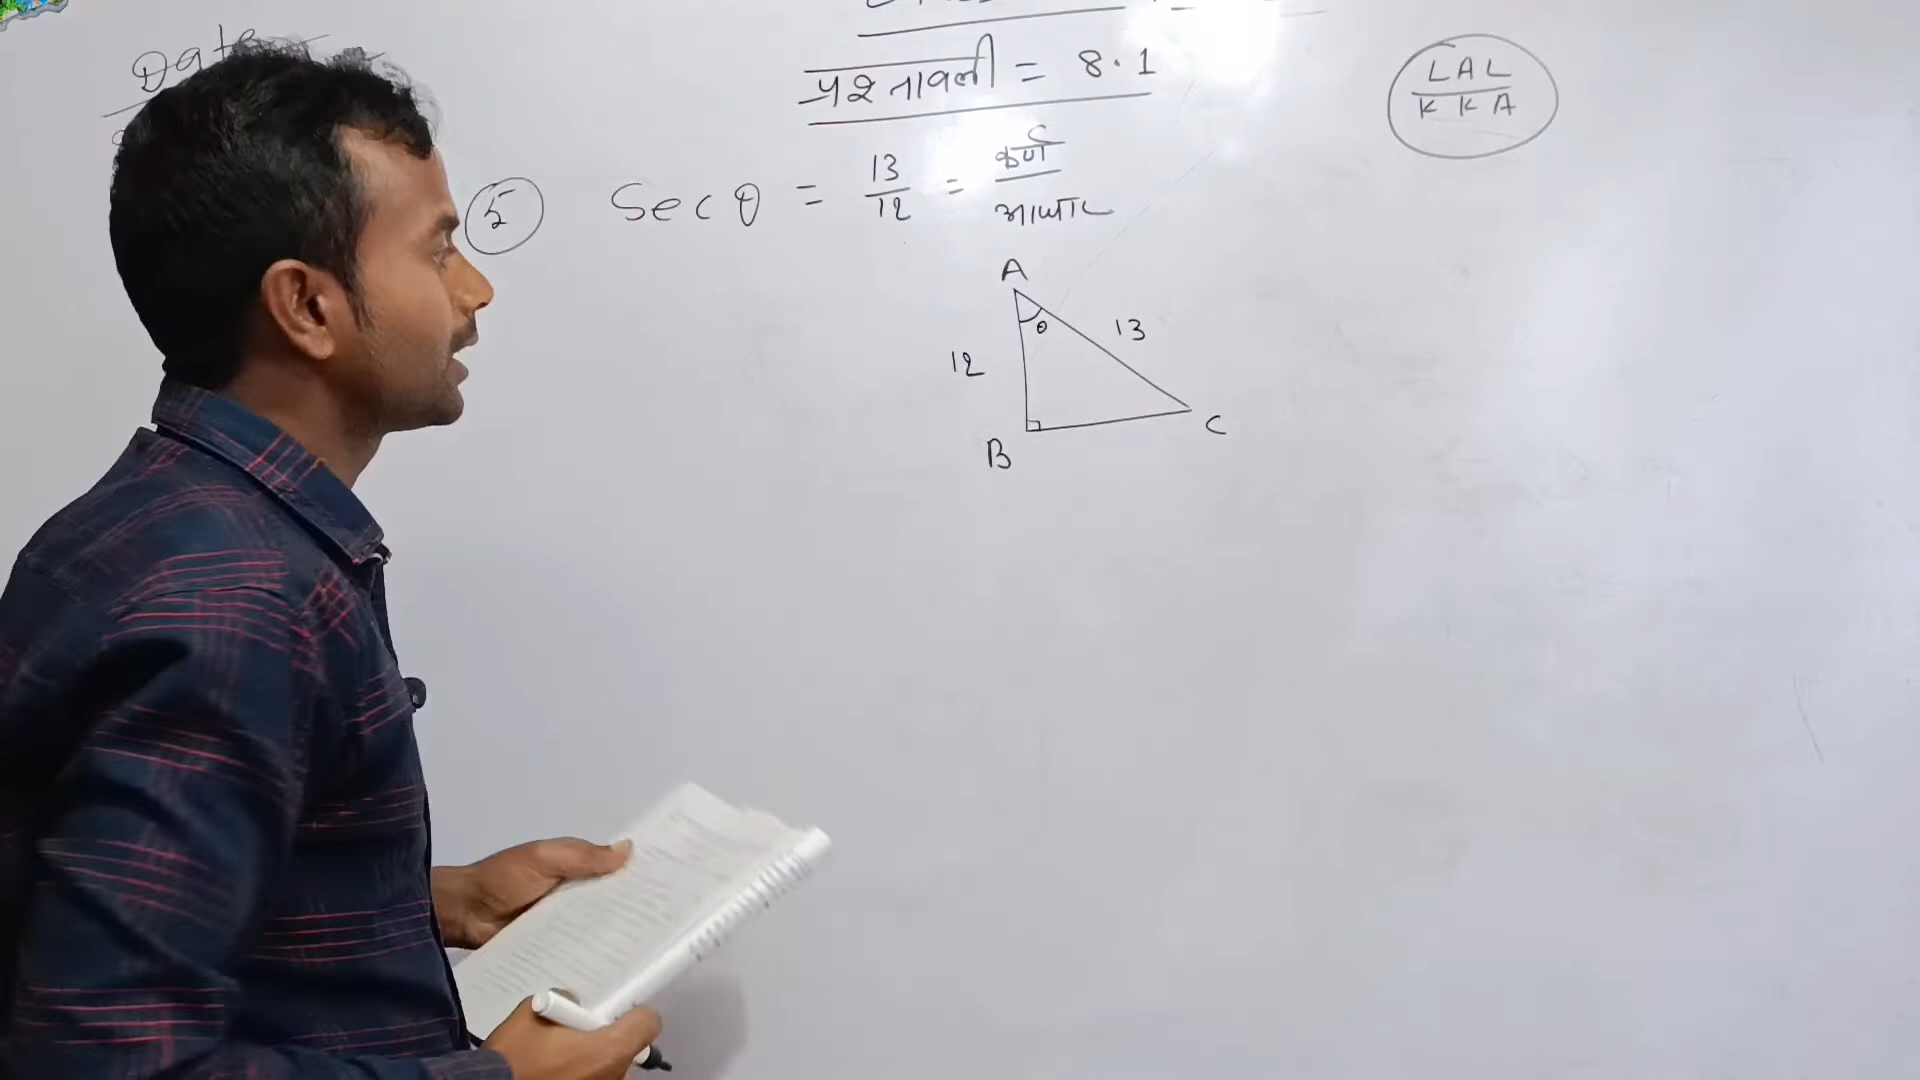 Date
प्रश्नावली = 8.1
LAL
KKA
5 Sec θ = 13/12 = कर्ण/आधार
A
θ
12 13
B C